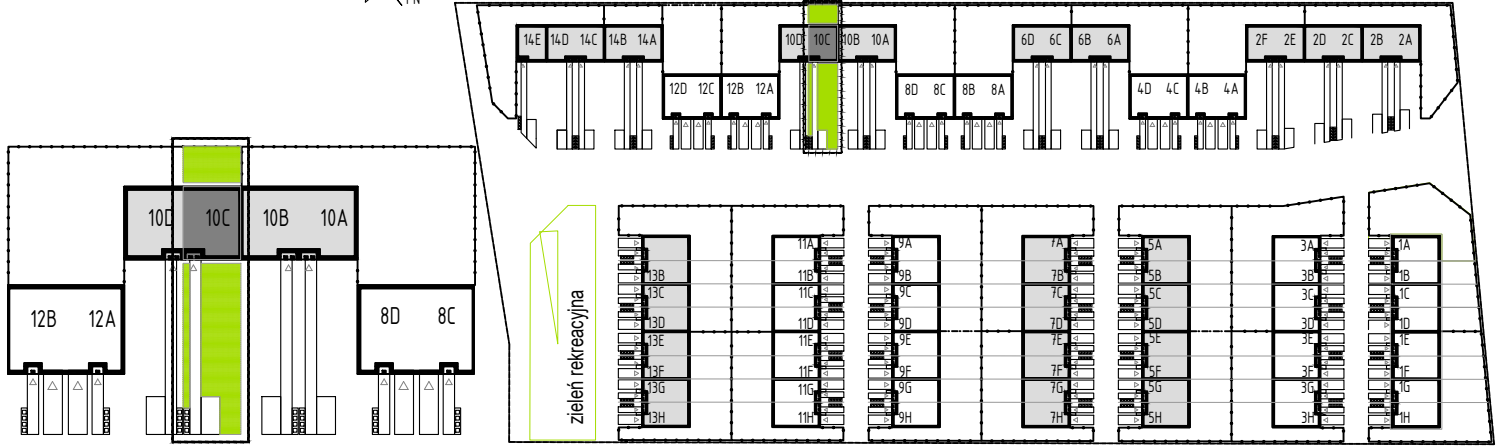 PN
14E 14D 14C 14B 14A 10D 10C 10B 10A 6D 6C 6B 6A 2F 2E 2D 2C 2B 2A
12D 12C 12B 12A 8D 8C 8B 8A 4D 4C 4B 4A
10D 10C 10B 10A
12B 12A 8D 8C
zieleń rekreacyjna
11A 9A 7A 5A 3A 1A
13B 11B 9B 7B 5B 3B 1B
13C 11C 9C 7C 5C 3C 1C
13D 11D 9D 7D 5D 3D 1D
13E 11E 9E 7E 5E 3E 1E
13F 11F 9F 7F 5F 3F 1F
13G 11G 9G 7G 5G 3G 1G
13H 11H 9H 7H 5H 3H 1H